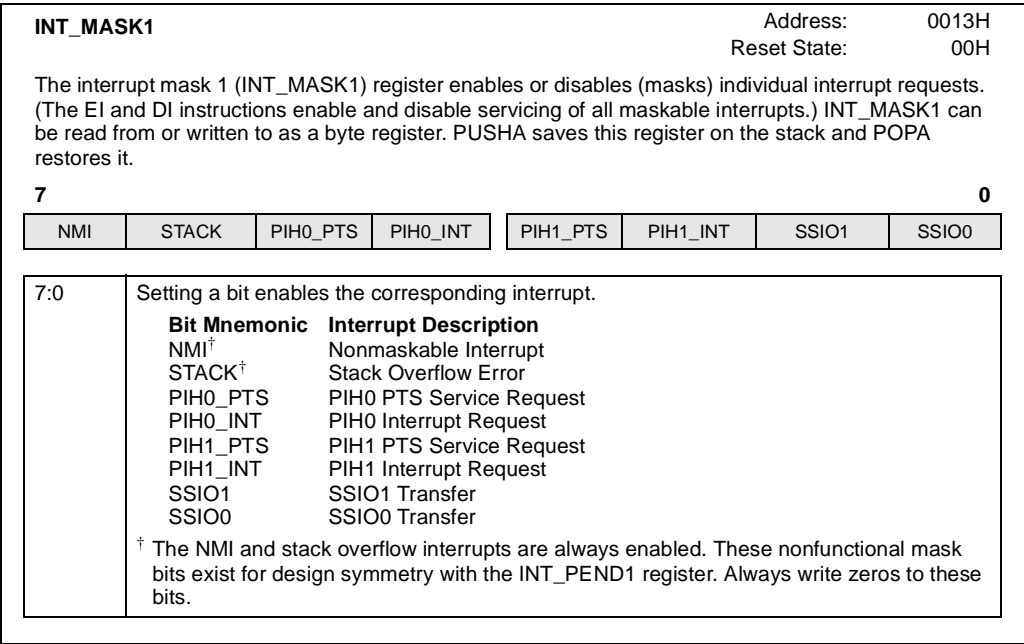 INT_MASK1 Address: 0013H
Reset State: 00H
The interrupt mask 1 (INT_MASK1) register enables or disables (masks) individual interrupt requests.
(The EI and DI instructions enable and disable servicing of all maskable interrupts.) INT_MASK1 can
be read from or written to as a byte register. PUSHA saves this register on the stack and POPA
restores it.
7 0
NMI STACK PIH0_PTS PIH0_INT PIH1_PTS PIH1_INT SSIO1 SSIO0
7:0 Setting a bit enables the corresponding interrupt.
Bit Mnemonic Interrupt Description
NMI† Nonmaskable Interrupt
STACK† Stack Overflow Error
PIH0_PTS PIH0 PTS Service Request
PIH0_INT PIH0 Interrupt Request
PIH1_PTS PIH1 PTS Service Request
PIH1_INT PIH1 Interrupt Request
SSIO1 SSIO1 Transfer
SSIO0 SSIO0 Transfer
† The NMI and stack overflow interrupts are always enabled. These nonfunctional mask
bits exist for design symmetry with the INT_PEND1 register. Always write zeros to these
bits.